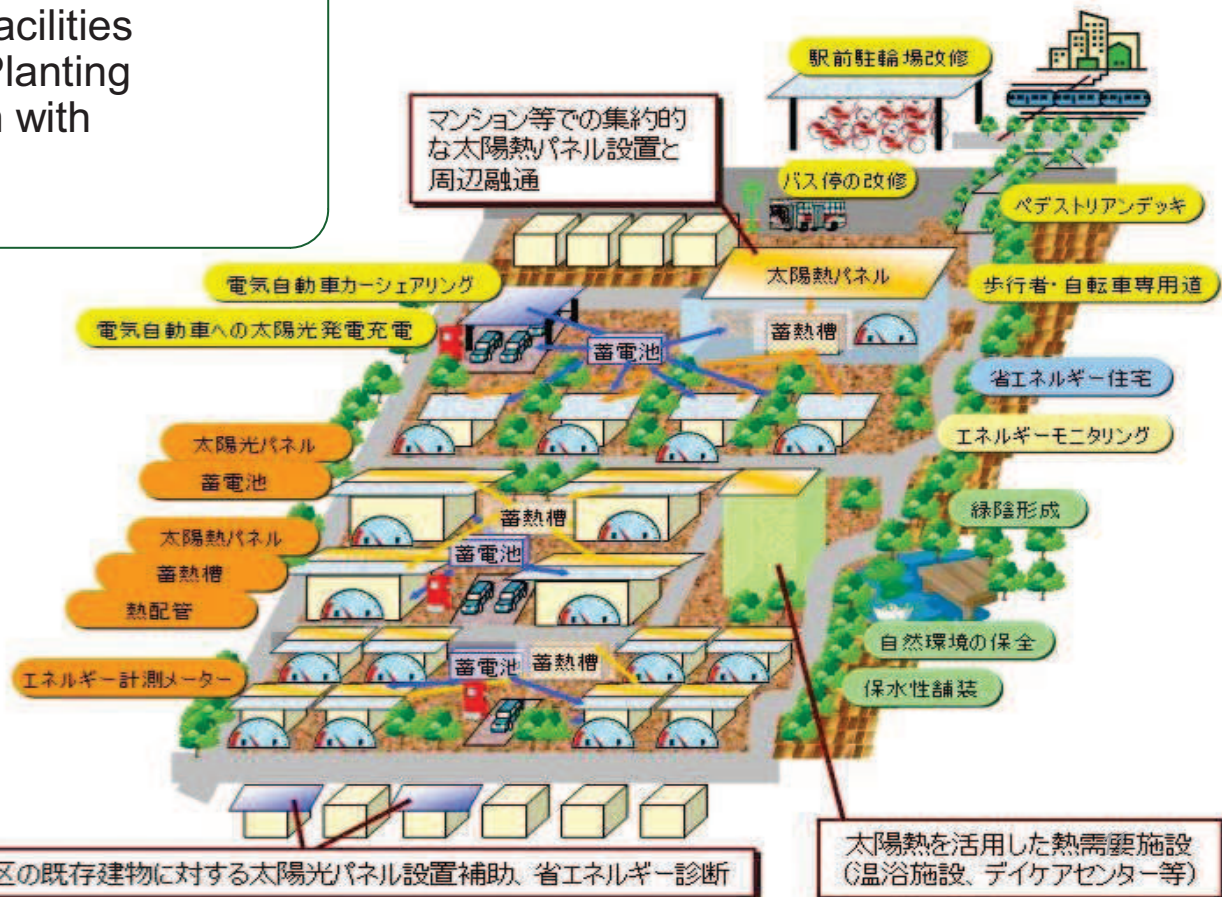 acilities
Planting
with
駅前駐輪場改修
マンション等での集約的
な太陽熱パネル設置と
周辺融通
バス停の改修
ペデストリアンデッキ
電気自動車カーシェアリング
太陽熱パネル
歩行者・自転車専用道
電気自動車への太陽光発電充電
蓄電池
蓄熱槽
省エネルギー住宅
太陽光パネル
エネルギーモニタリング
蓄電池
蓄熱槽
緑陰形成
太陽熱パネル
蓄電池
蓄熱槽
熱配管
自然環境の保全
蓄電池
蓄熱槽
エネルギー計測メーター
保水性舗装
区の既存建物に対する太陽光パネル設置補助、省エネルギー診断
太陽熱を活用した熱需要施設
(温浴施設、デイケアセンター等)